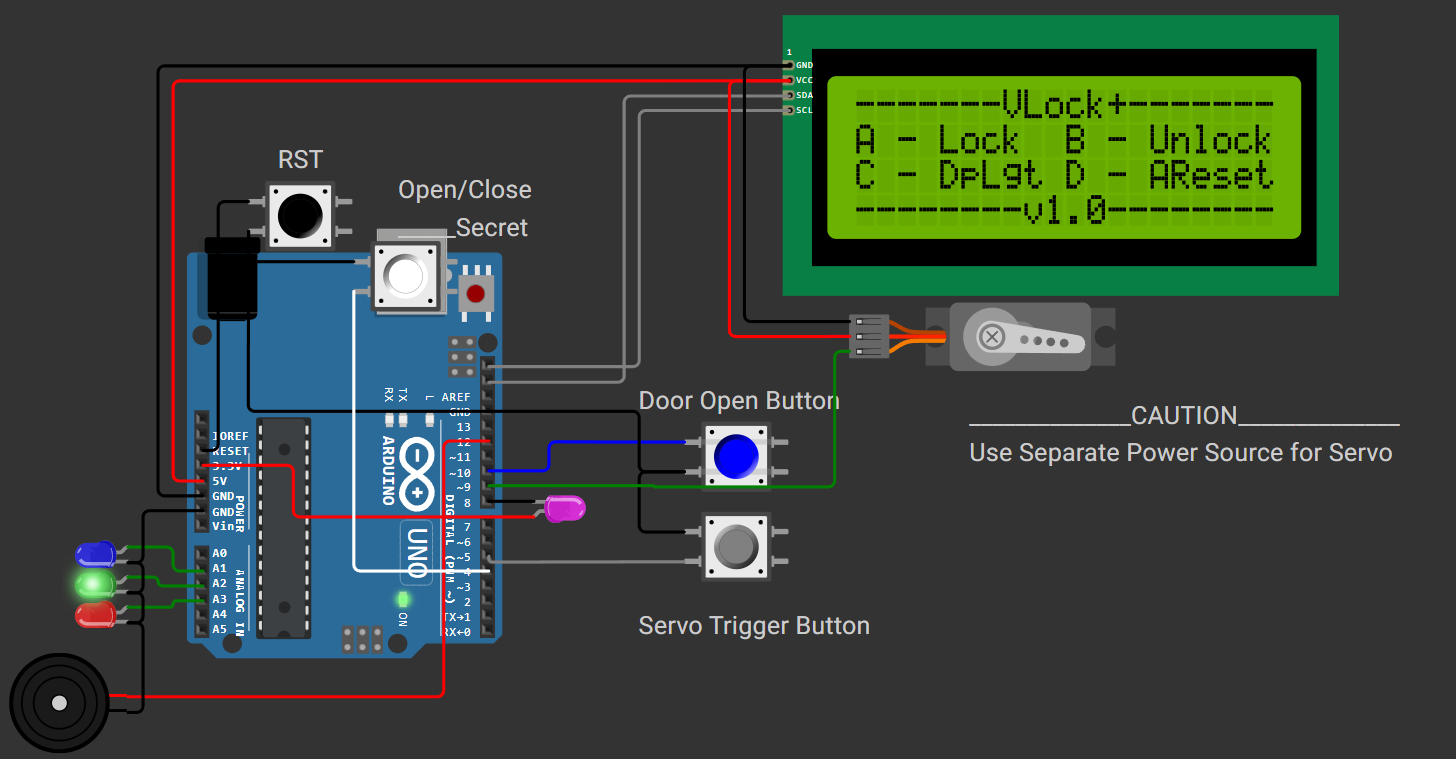 1
GND
VCC
SDA
SCL
-------VLock+-------
A - Lock  B - Unlock
C - DpLgt D - AReset
--------v1.0--------
RST
Open/Close
_____Secret
Door Open Button
______________CAUTION______________
Use Separate Power Source for Servo
Servo Trigger Button
RX
TX
L
AREF
GND
13
12
~11
~10
~9
8
7
~6
~5
4
~3
2
TX→1
RX←0
DIGITAL (PWM ~)
ARDUINO
UNO
ON
IOREF
RESET
3.3V
5V
GND
GND
Vin
POWER
A0
A1
A2
A3
A4
A5
ANALOG IN